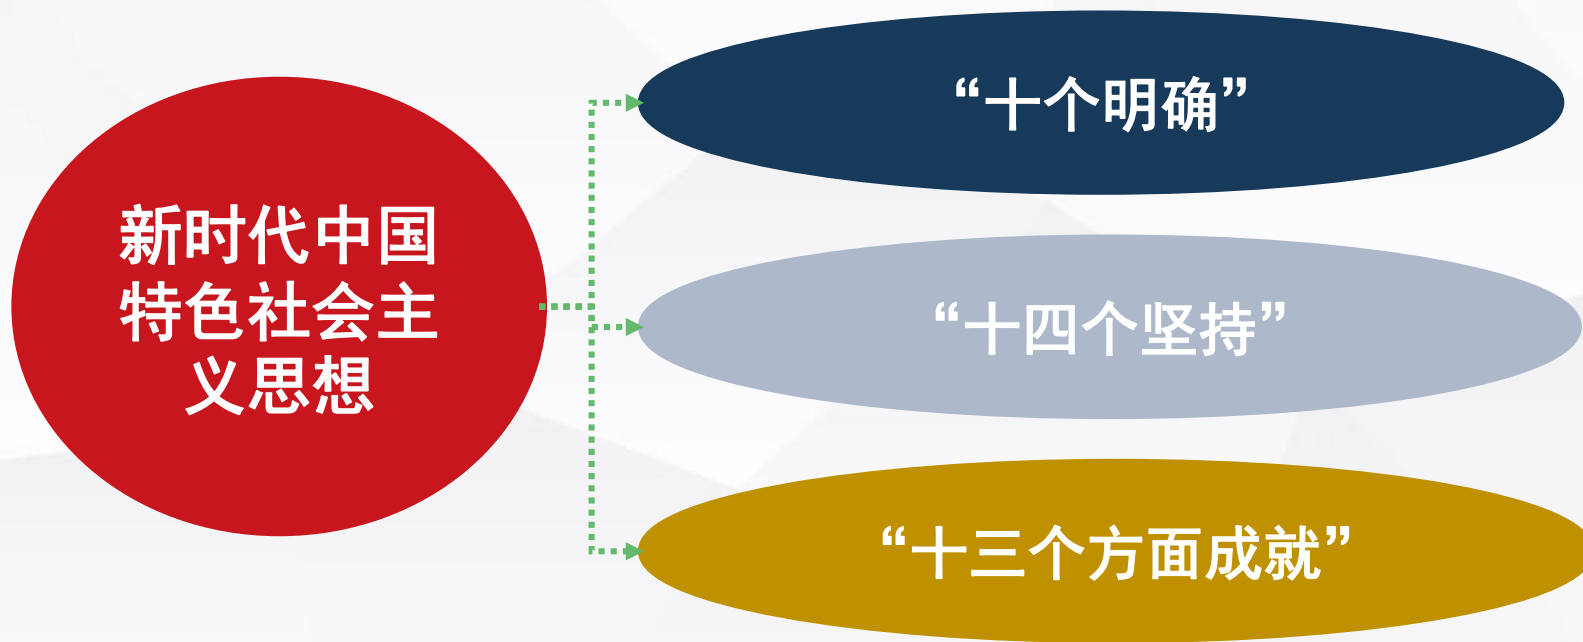 新时代中国
特色社会主
义思想
“十个明确”
“十四个坚持”
“十三个方面成就”